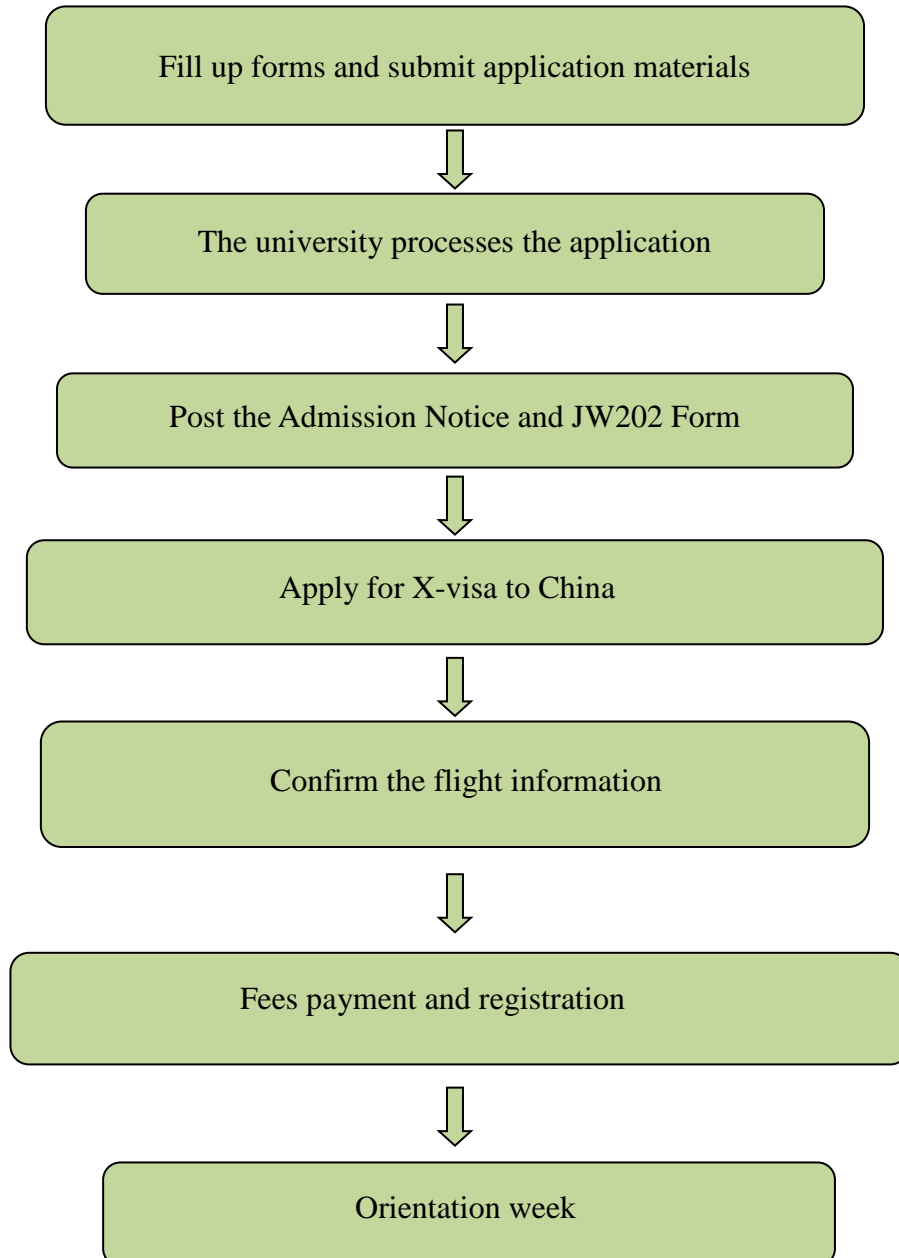 Fill up forms and submit application materials
The university processes the application
Post the Admission Notice and JW202 Form
Apply for X-visa to China
Confirm the flight information
Fees payment and registration
Orientation week